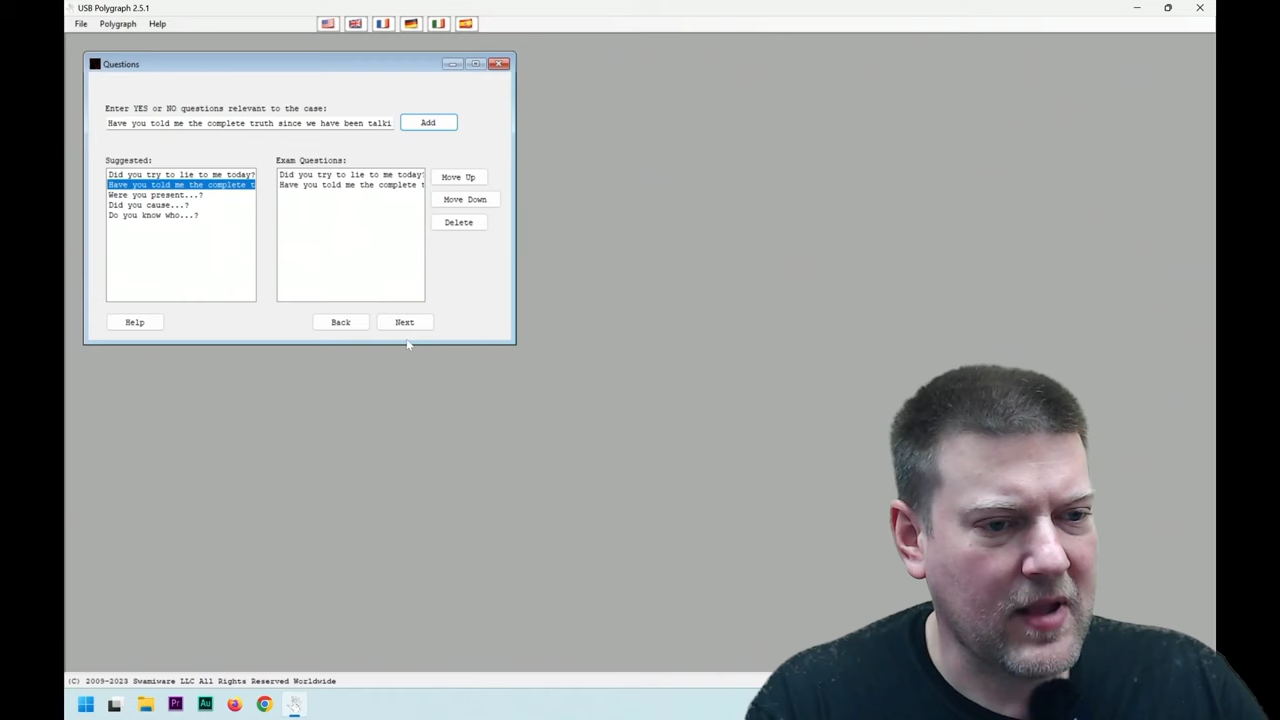 USB Polygraph 2.5.1
File Polygraph Help
Questions
Enter YES or NO questions relevant to the case:
Have you told me the complete truth since we have been talki
Add
Suggested:
Did you try to lie to me today?
Have you told me the complete t
Were you present...?
Did you cause...?
Do you know who...?
Exam Questions:
Did you try to lie to me today?
Have you told me the complete t
Move Up
Move Down
Delete
Help
Back
Next
(C) 2009-2023 Swamiware LLC All Rights Reserved Worldwide
Pr
Au